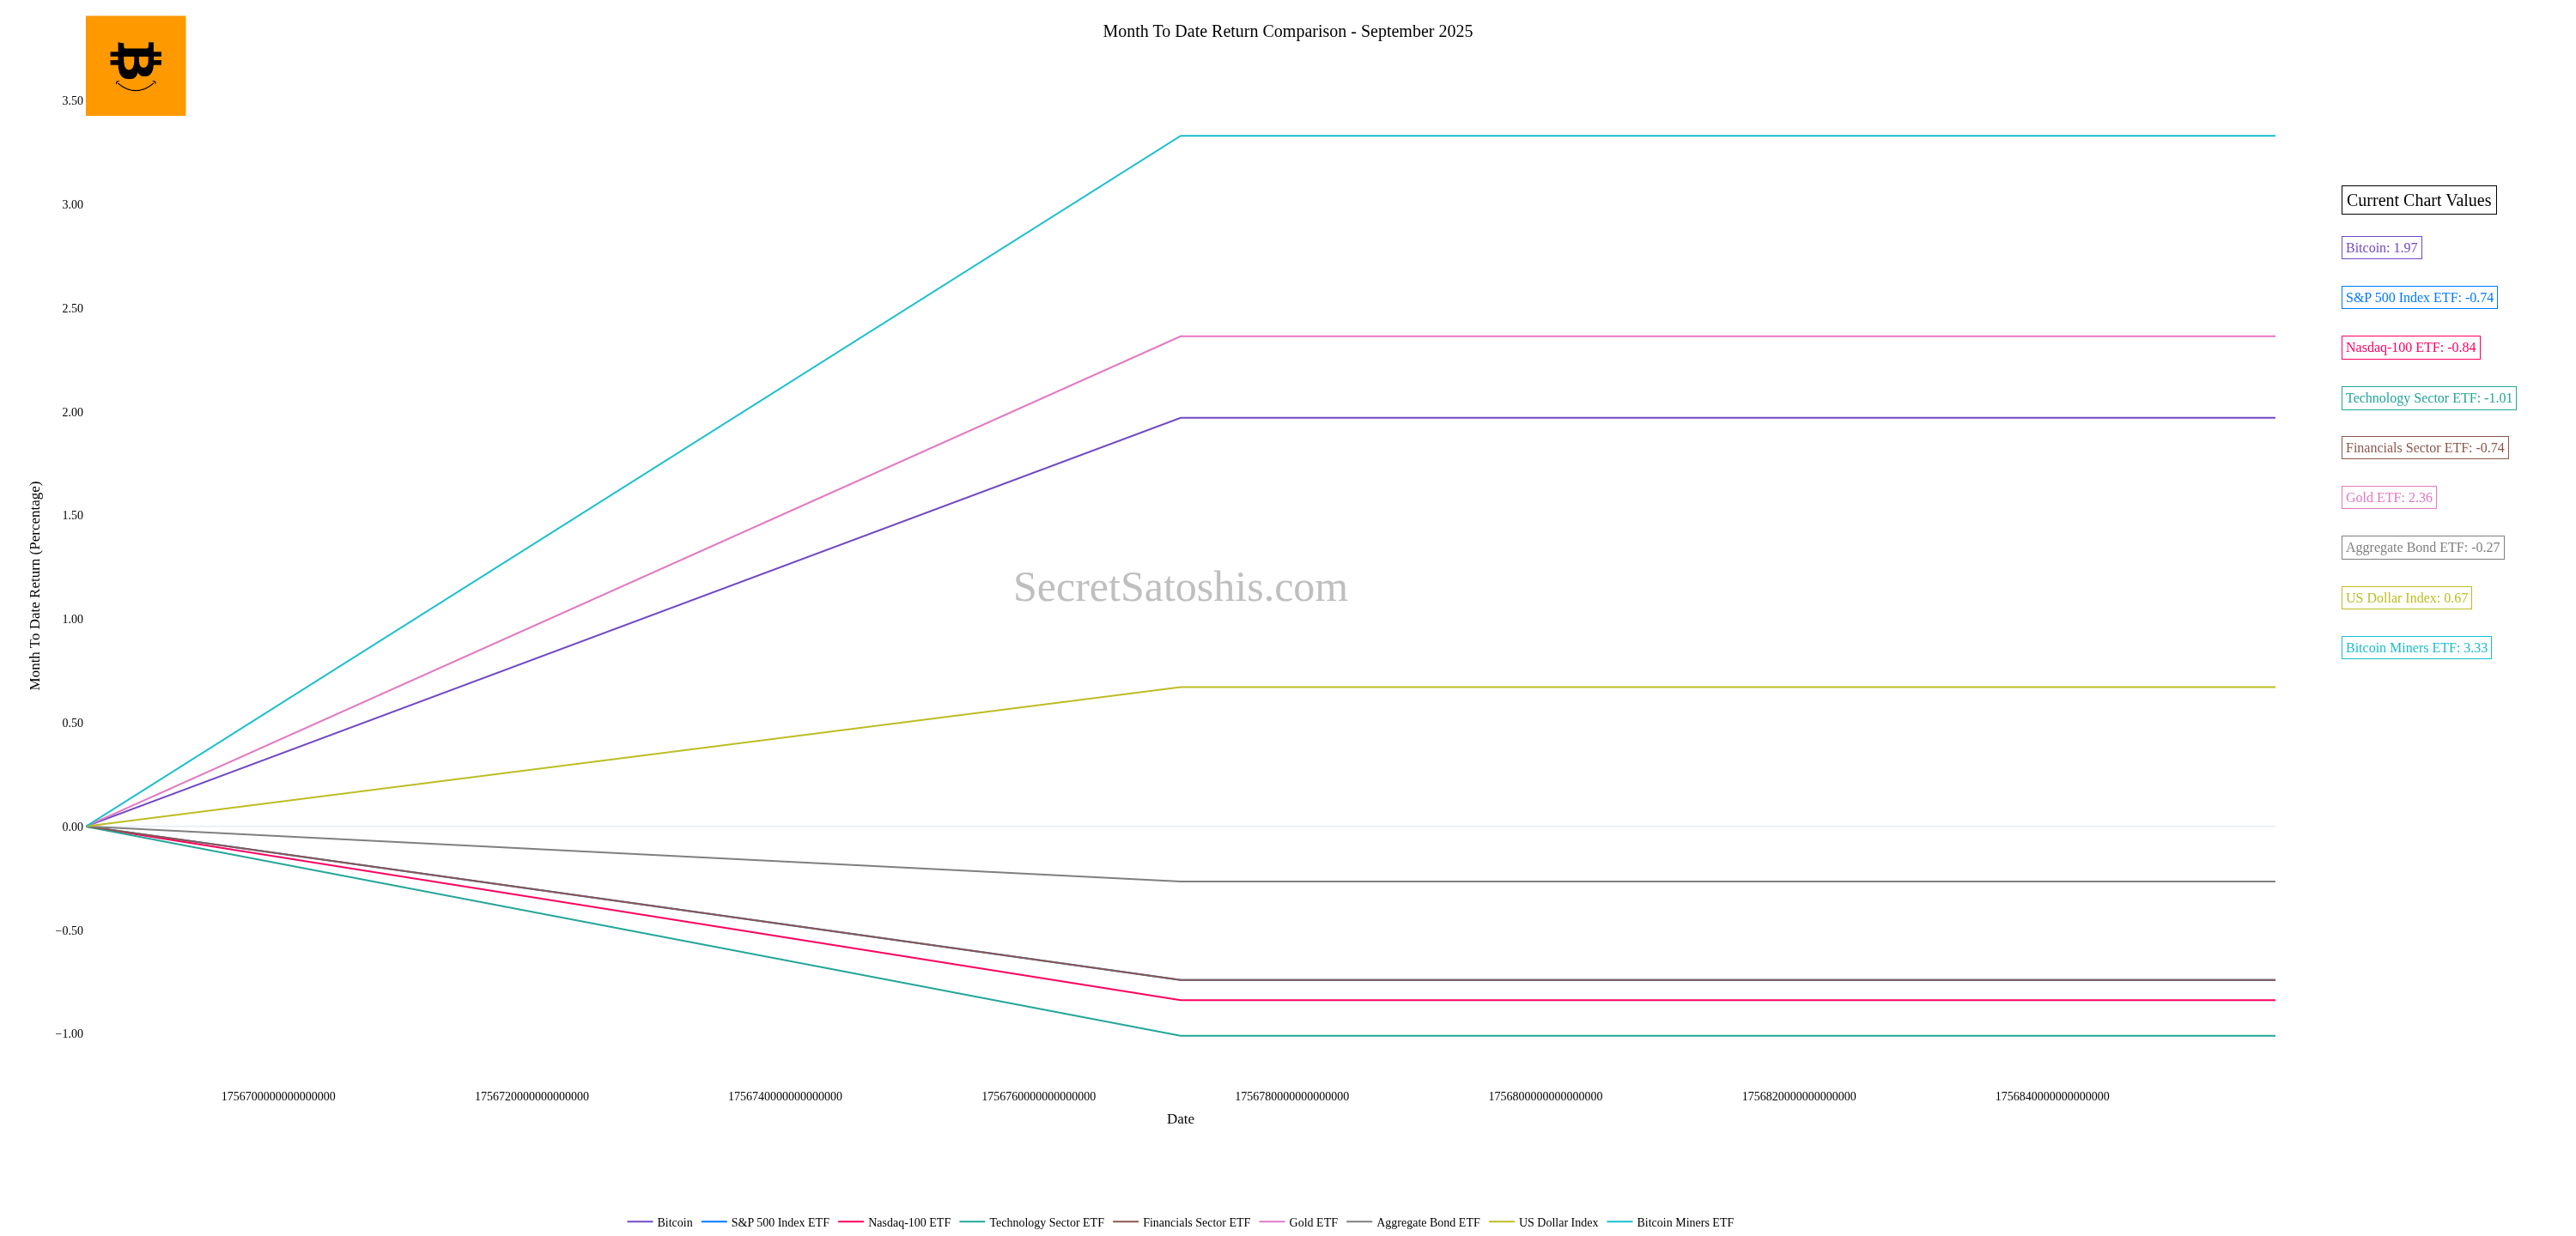 Month To Date Return Comparison - September 2025
3.50
3.00
2.50
2.00
1.50
1.00
0.50
0.00
−0.50
−1.00
Month To Date Return (Percentage)
SecretSatoshis.com
Current Chart Values
Bitcoin: 1.97
S&P 500 Index ETF: -0.74
Nasdaq-100 ETF: -0.84
Technology Sector ETF: -1.01
Financials Sector ETF: -0.74
Gold ETF: 2.36
Aggregate Bond ETF: -0.27
US Dollar Index: 0.67
Bitcoin Miners ETF: 3.33
1756700000000000000 1756720000000000000 1756740000000000000 1756760000000000000 1756780000000000000 1756800000000000000 1756820000000000000 1756840000000000000
Date
Bitcoin S&P 500 Index ETF Nasdaq-100 ETF Technology Sector ETF Financials Sector ETF Gold ETF Aggregate Bond ETF US Dollar Index Bitcoin Miners ETF